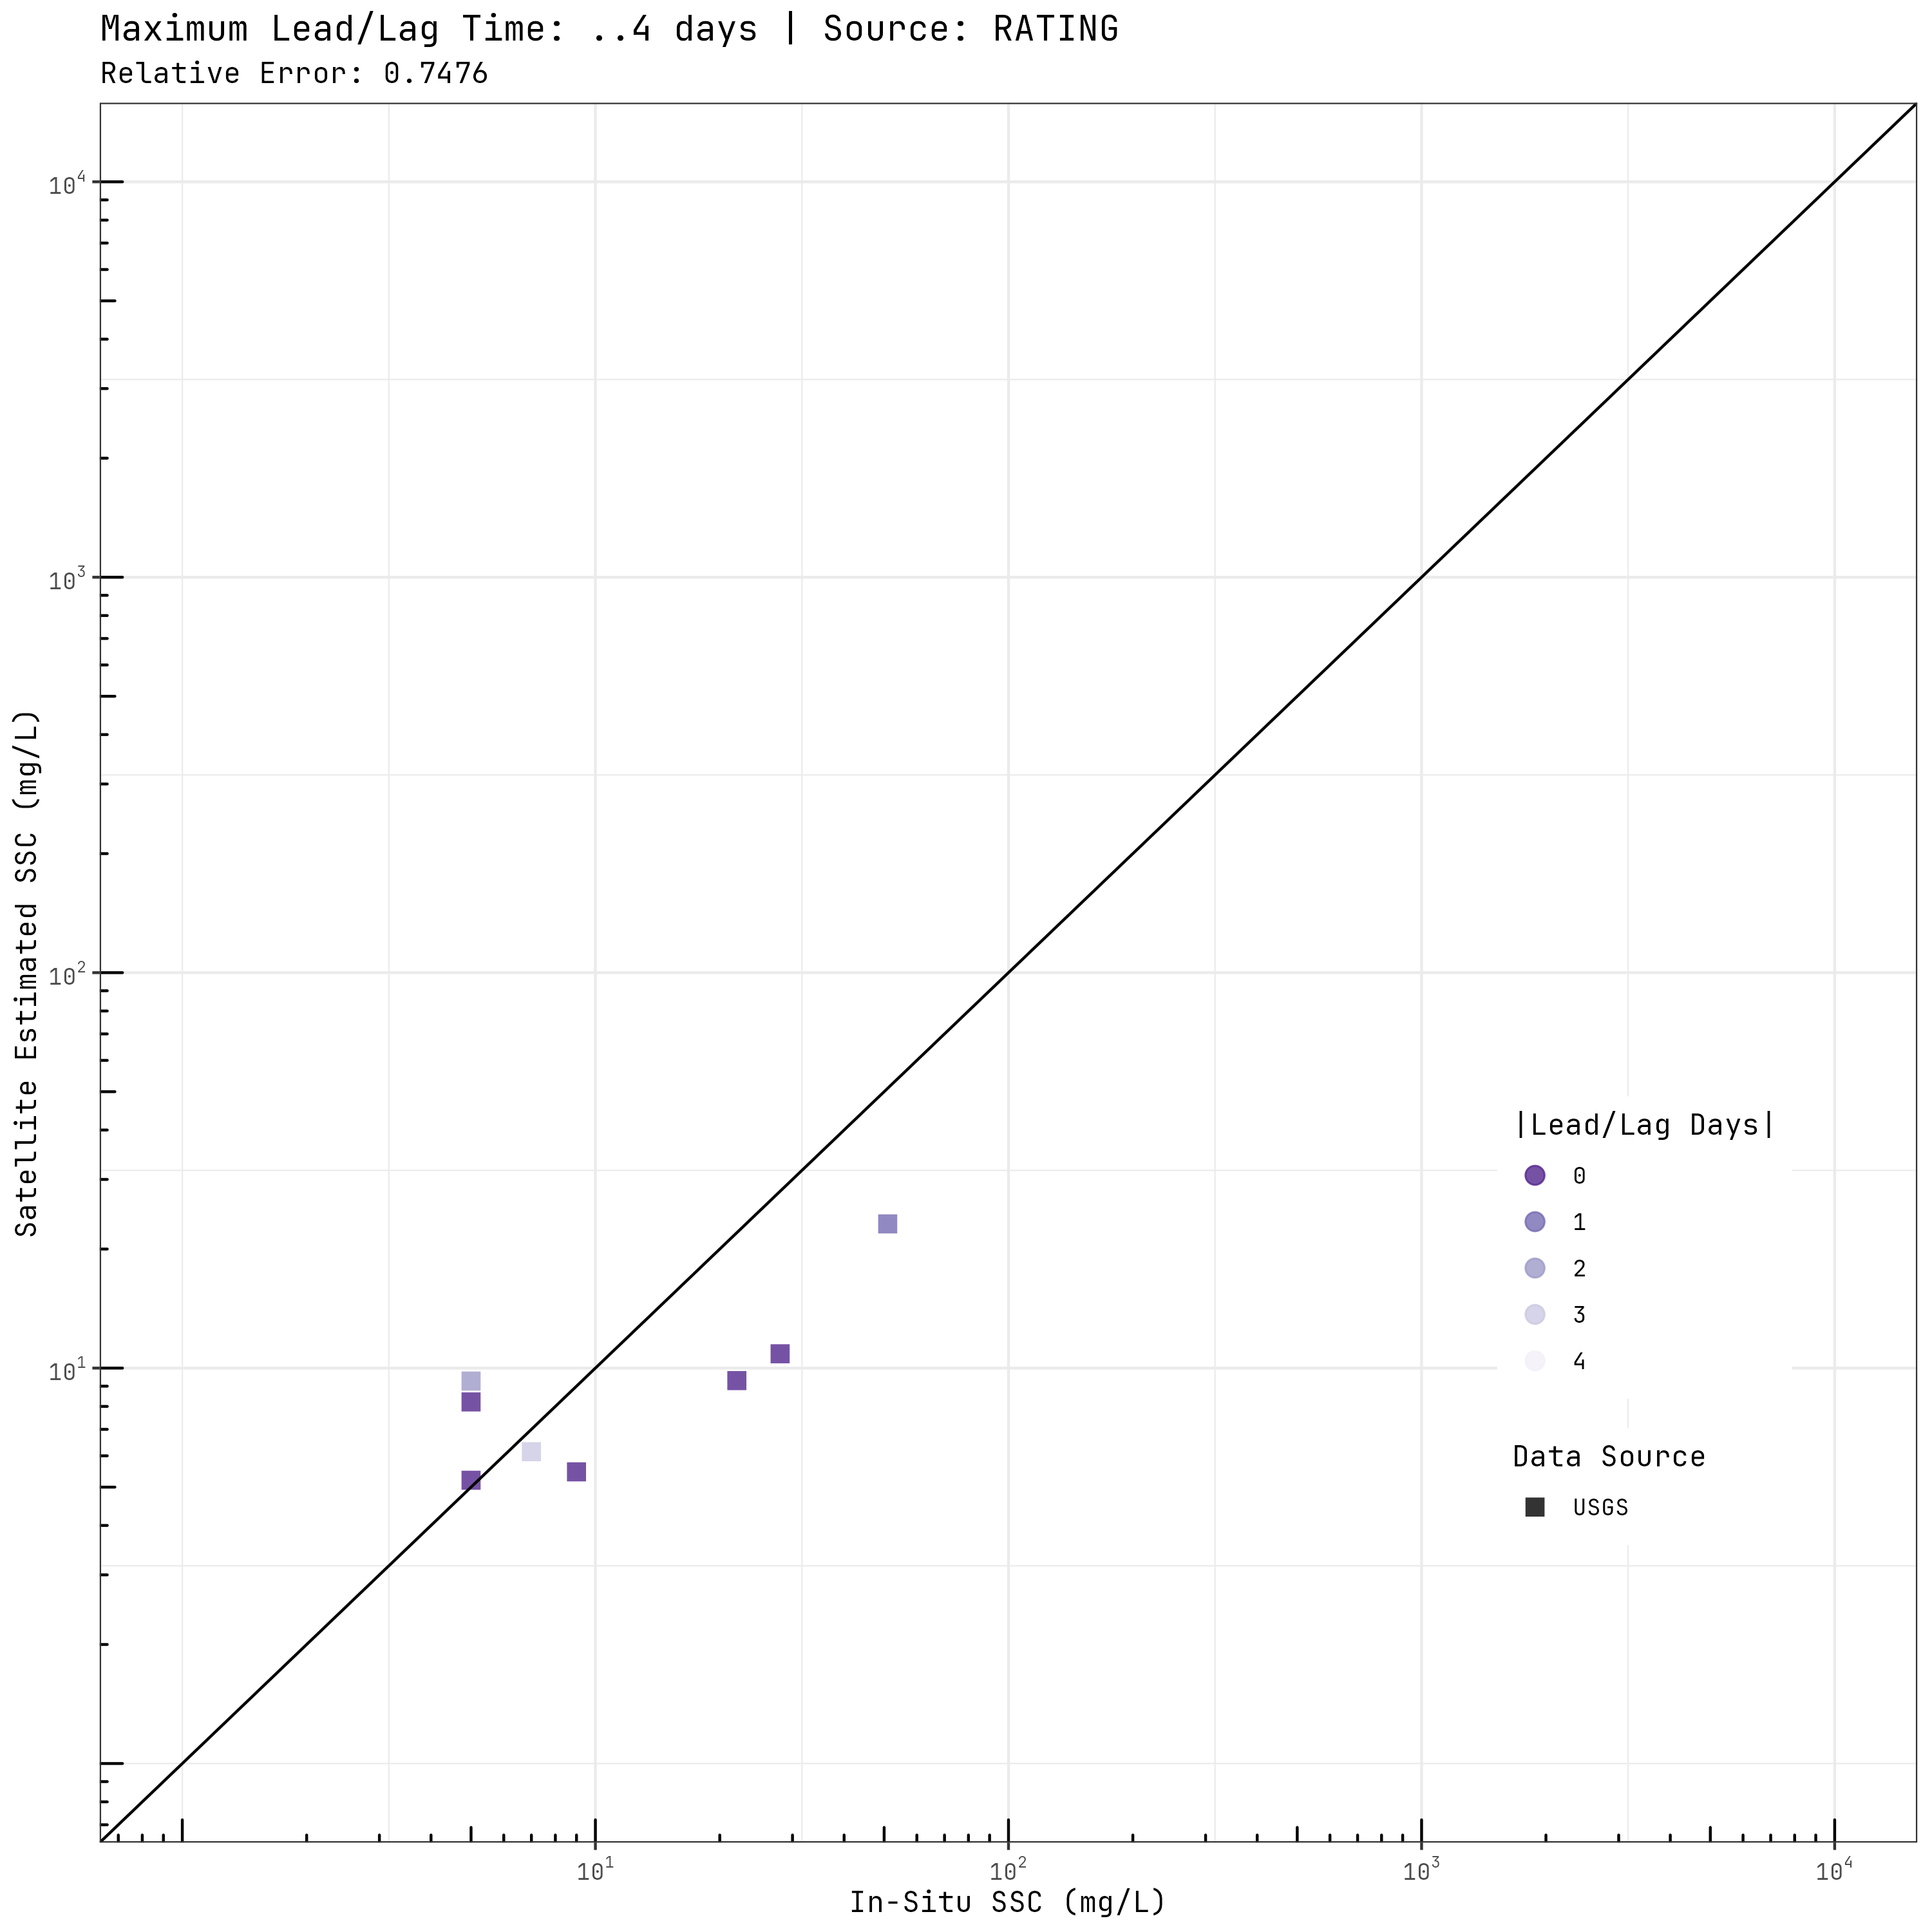 Maximum Lead/Lag Time: ..4 days | Source: RATING
Relative Error: 0.7476
10⁴
10³
10²
10¹
Satellite Estimated SSC (mg/L)
|Lead/Lag Days|
0
1
2
3
4
Data Source
USGS
10¹ 10² 10³ 10⁴
In-Situ SSC (mg/L)